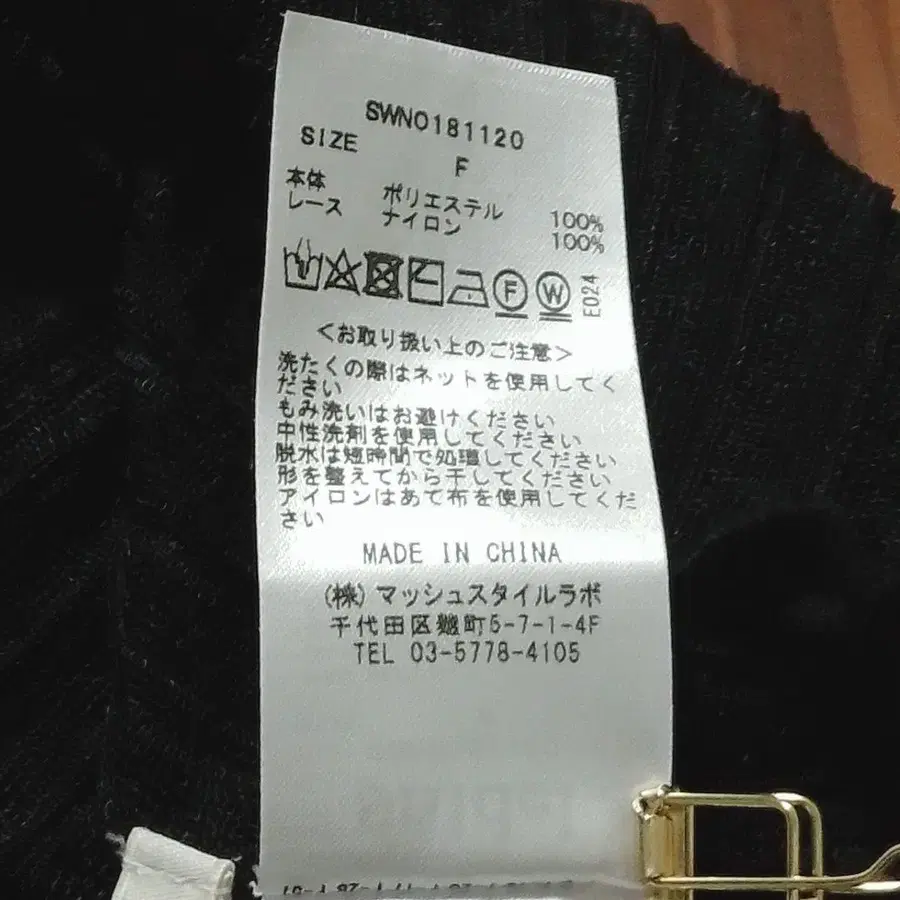 SWNO181120
SIZE F
本体 ポリエステル 100%
レース ナイロン 100%
F W E024
<お取り扱い上のご注意>
洗たくの際はネットを使用してく
ださい
もみ洗いはお避けください
中性洗剤を使用してください
脱水は短時間で処理してください
形を整えてから干してください
アイロンはあて布を使用してくだ
さい
MADE IN CHINA
(株)マッシュスタイルラボ
千代田区麹町5-7-1-4F
TEL 03-5778-4105